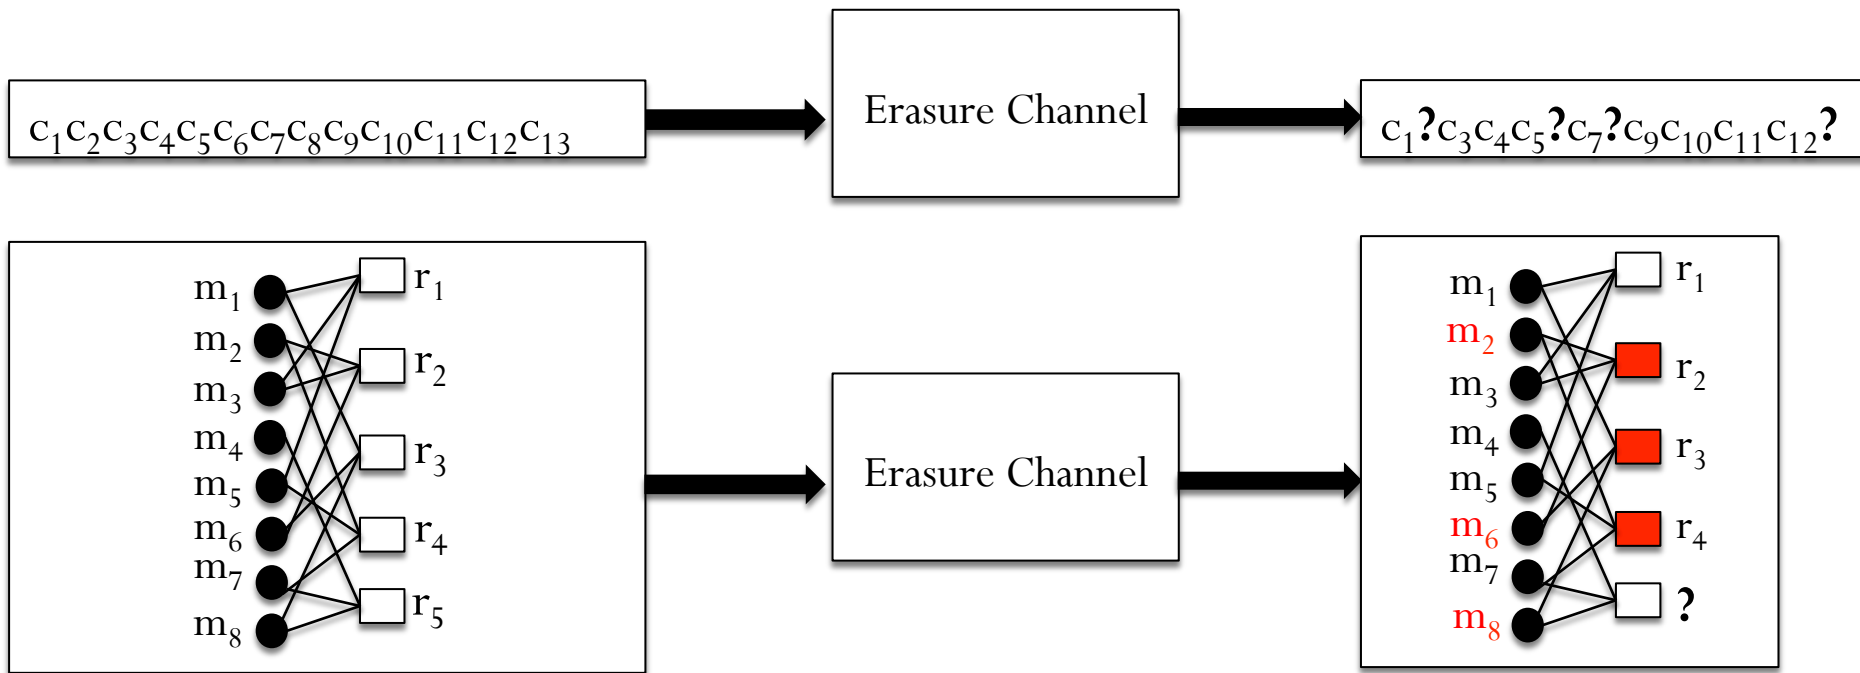 c₁c₂c₃c₄c₅c₆c₇c₈c₉c₁₀c₁₁c₁₂c₁₃
Erasure Channel
c₁?c₃c₄c₅?c₇?c₉c₁₀c₁₁c₁₂?
m₁
m₂
m₃
m₄
m₅
m₆
m₇
m₈
r₁
r₂
r₃
r₄
r₅
Erasure Channel
m₁
m₂
m₃
m₄
m₅
m₆
m₇
m₈
r₁
r₂
r₃
r₄
?